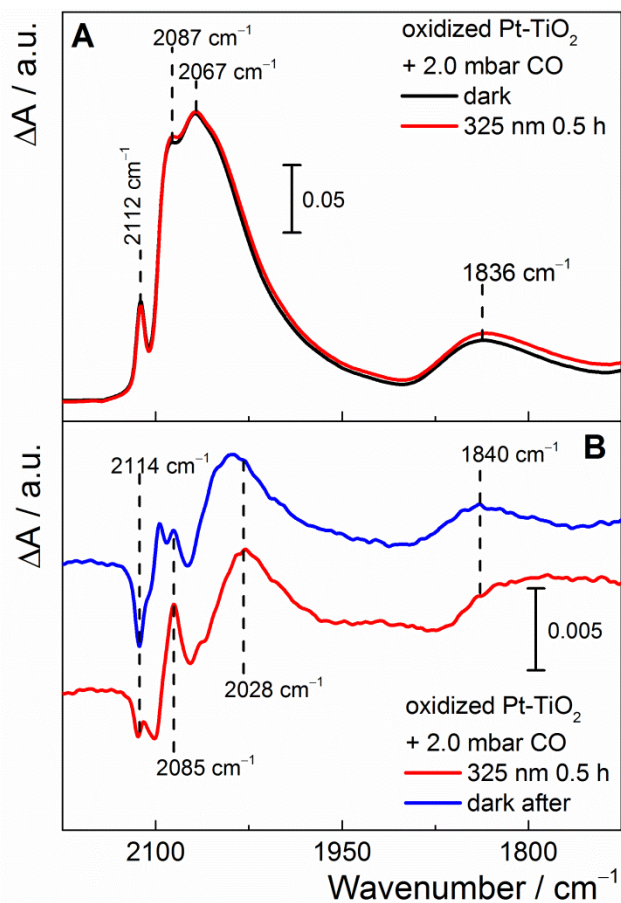 A
2087 cm⁻¹
2067 cm⁻¹
oxidized Pt-TiO₂
+ 2.0 mbar CO
dark
325 nm 0.5 h
ΔA / a.u.
2112 cm⁻¹
0.05
1836 cm⁻¹
B
2114 cm⁻¹
1840 cm⁻¹
ΔA / a.u.
0.005
2028 cm⁻¹
2085 cm⁻¹
oxidized Pt-TiO₂
+ 2.0 mbar CO
325 nm 0.5 h
dark after
2100
1950
1800
Wavenumber / cm⁻¹